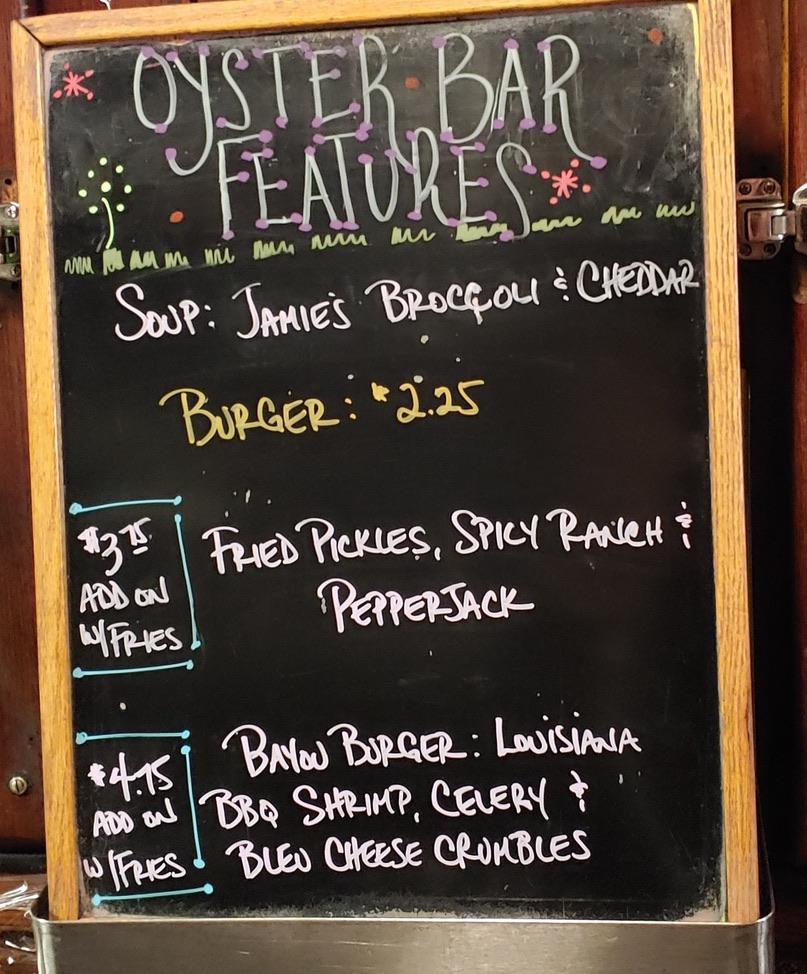 OYSTER BAR
FEATURES
SOUP: JAMIE'S BROCCOLI & CHEDDAR
BURGER: $2.25
$3.75
ADD ON
W/FRIES
FRIED PICKLES, SPICY RANCH &
PEPPERJACK
$4.75
ADD ON
W/FRIES
BAYOU BURGER: LOUISIANA
BBQ SHRIMP, CELERY &
BLEU CHEESE CRUMBLES